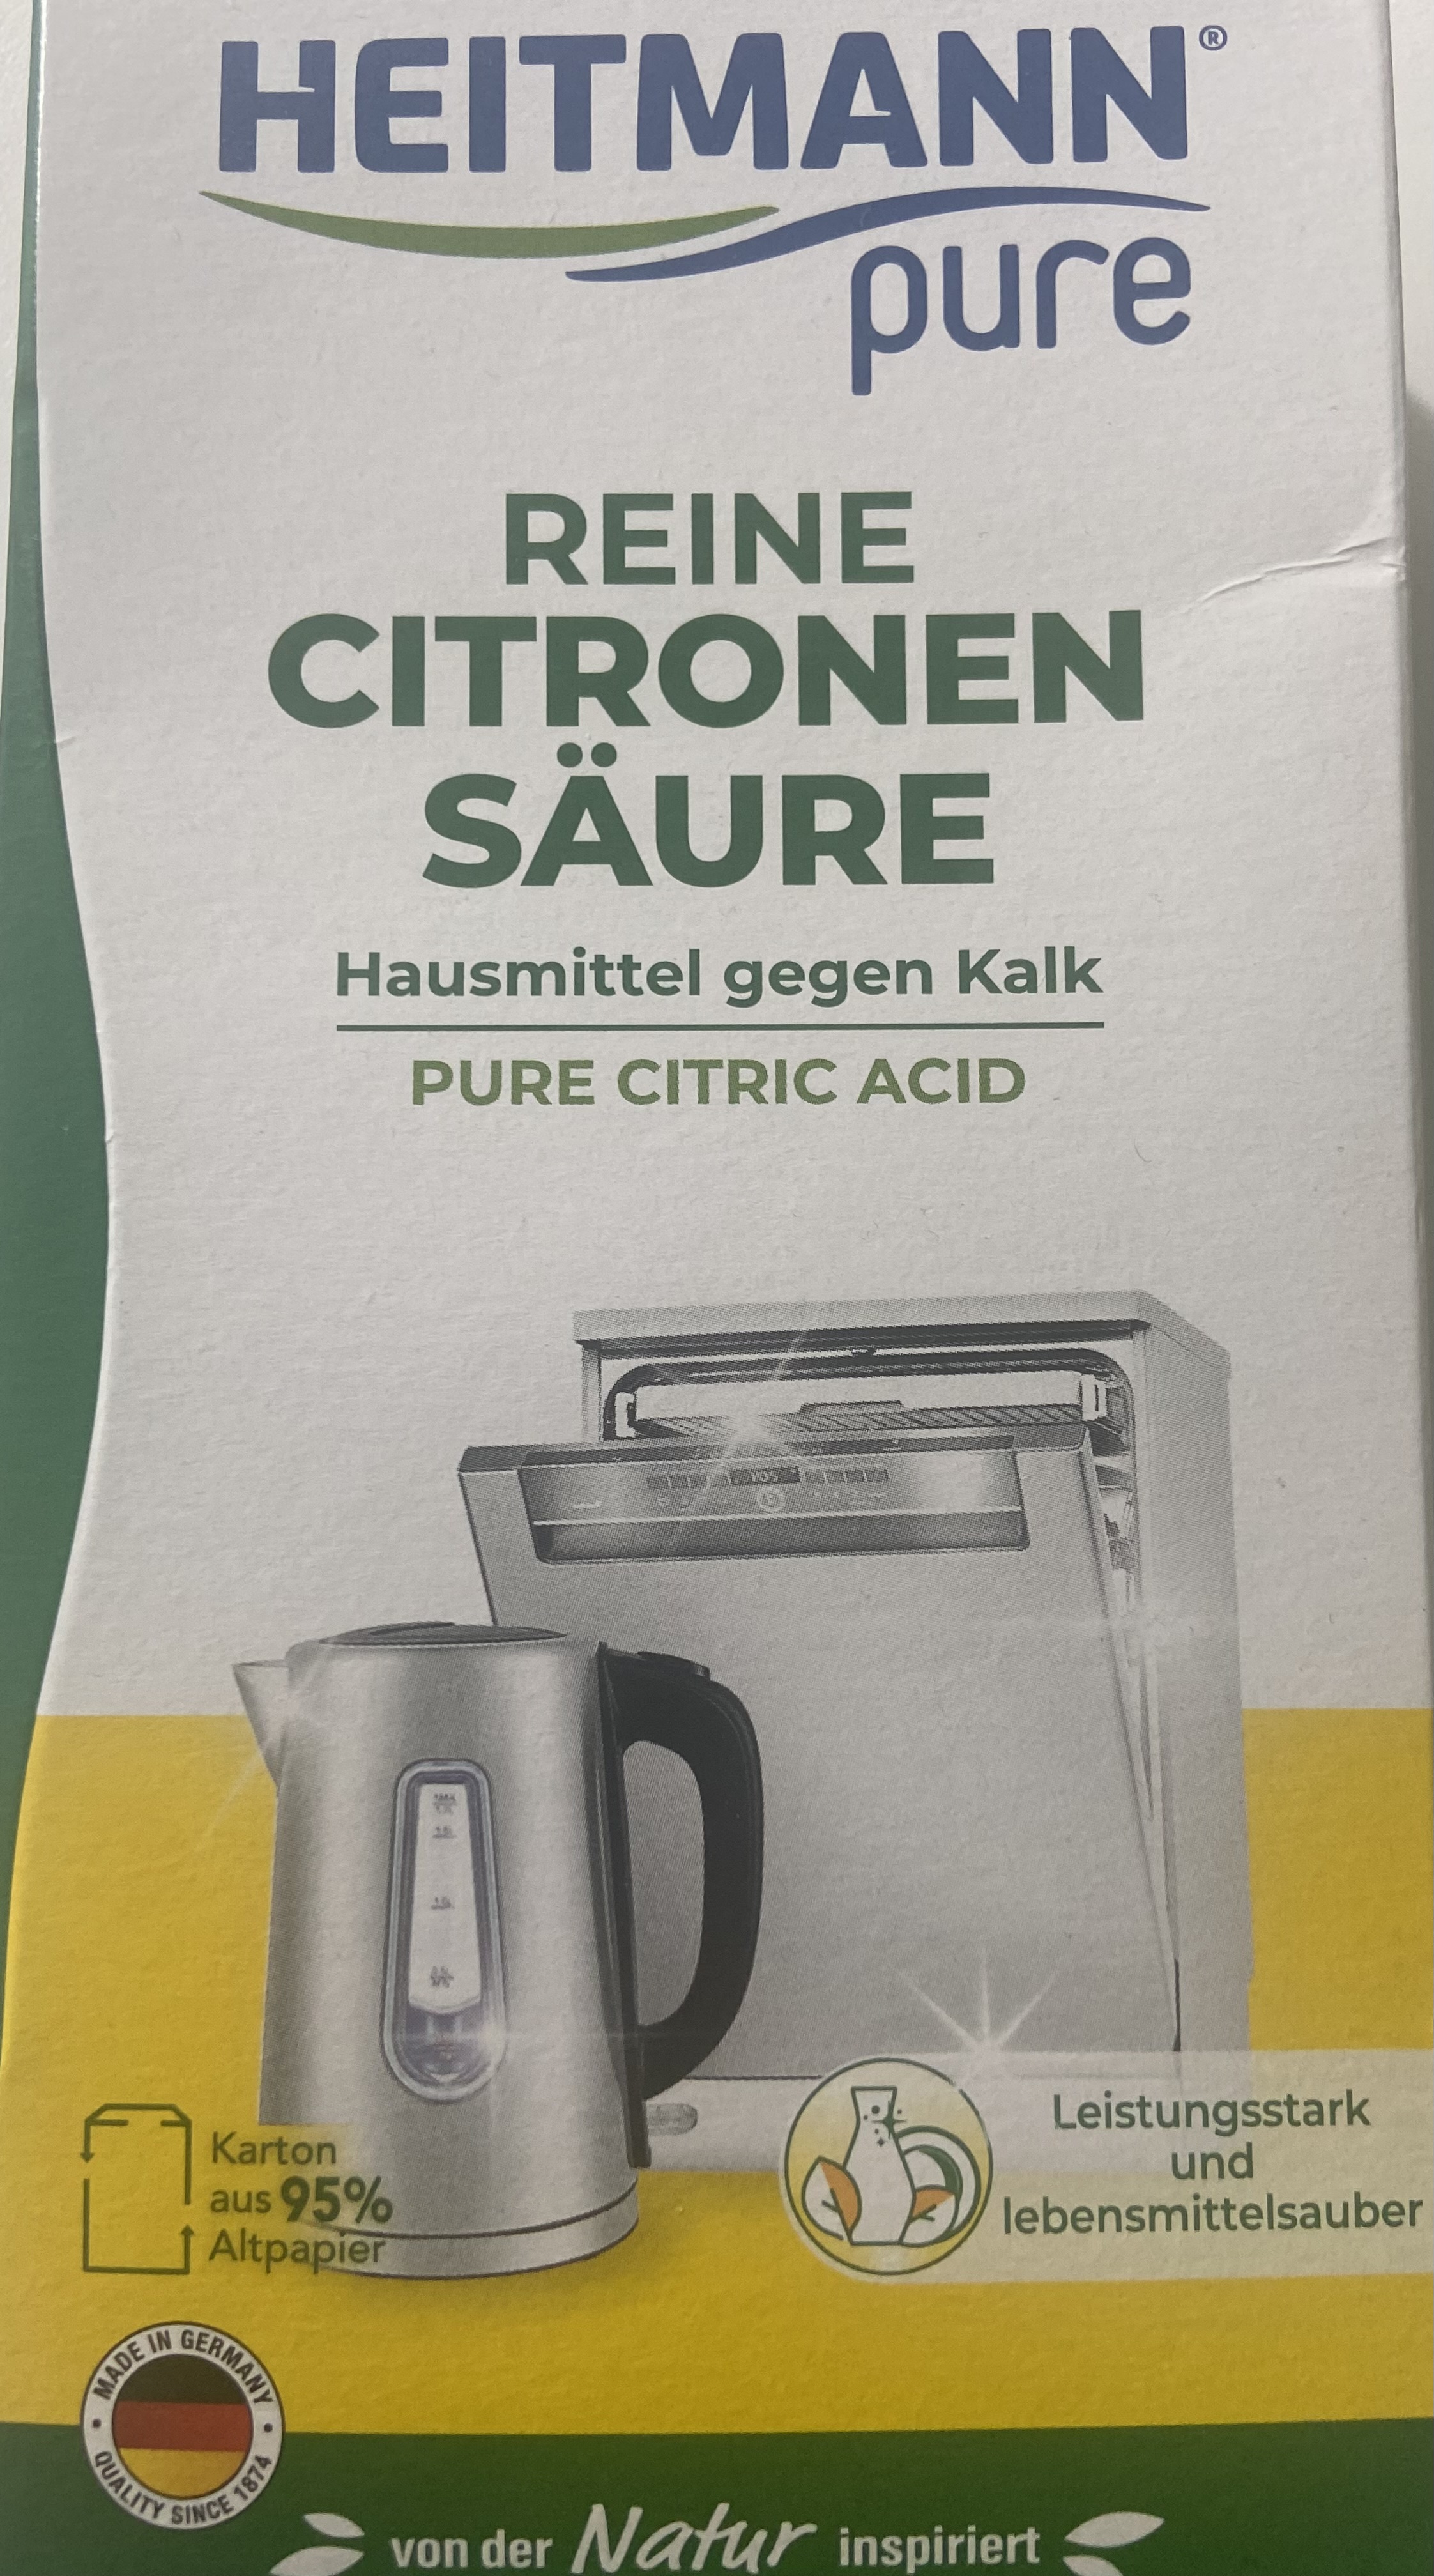 HEITMANN®
pure
REINE
CITRONEN
SÄURE
Hausmittel gegen Kalk
PURE CITRIC ACID
Karton
aus 95%
Altpapier
Leistungsstark
und
lebensmittelsauber
MADE IN GERMANY
QUALITY SINCE 1874
von der Natur inspiriert